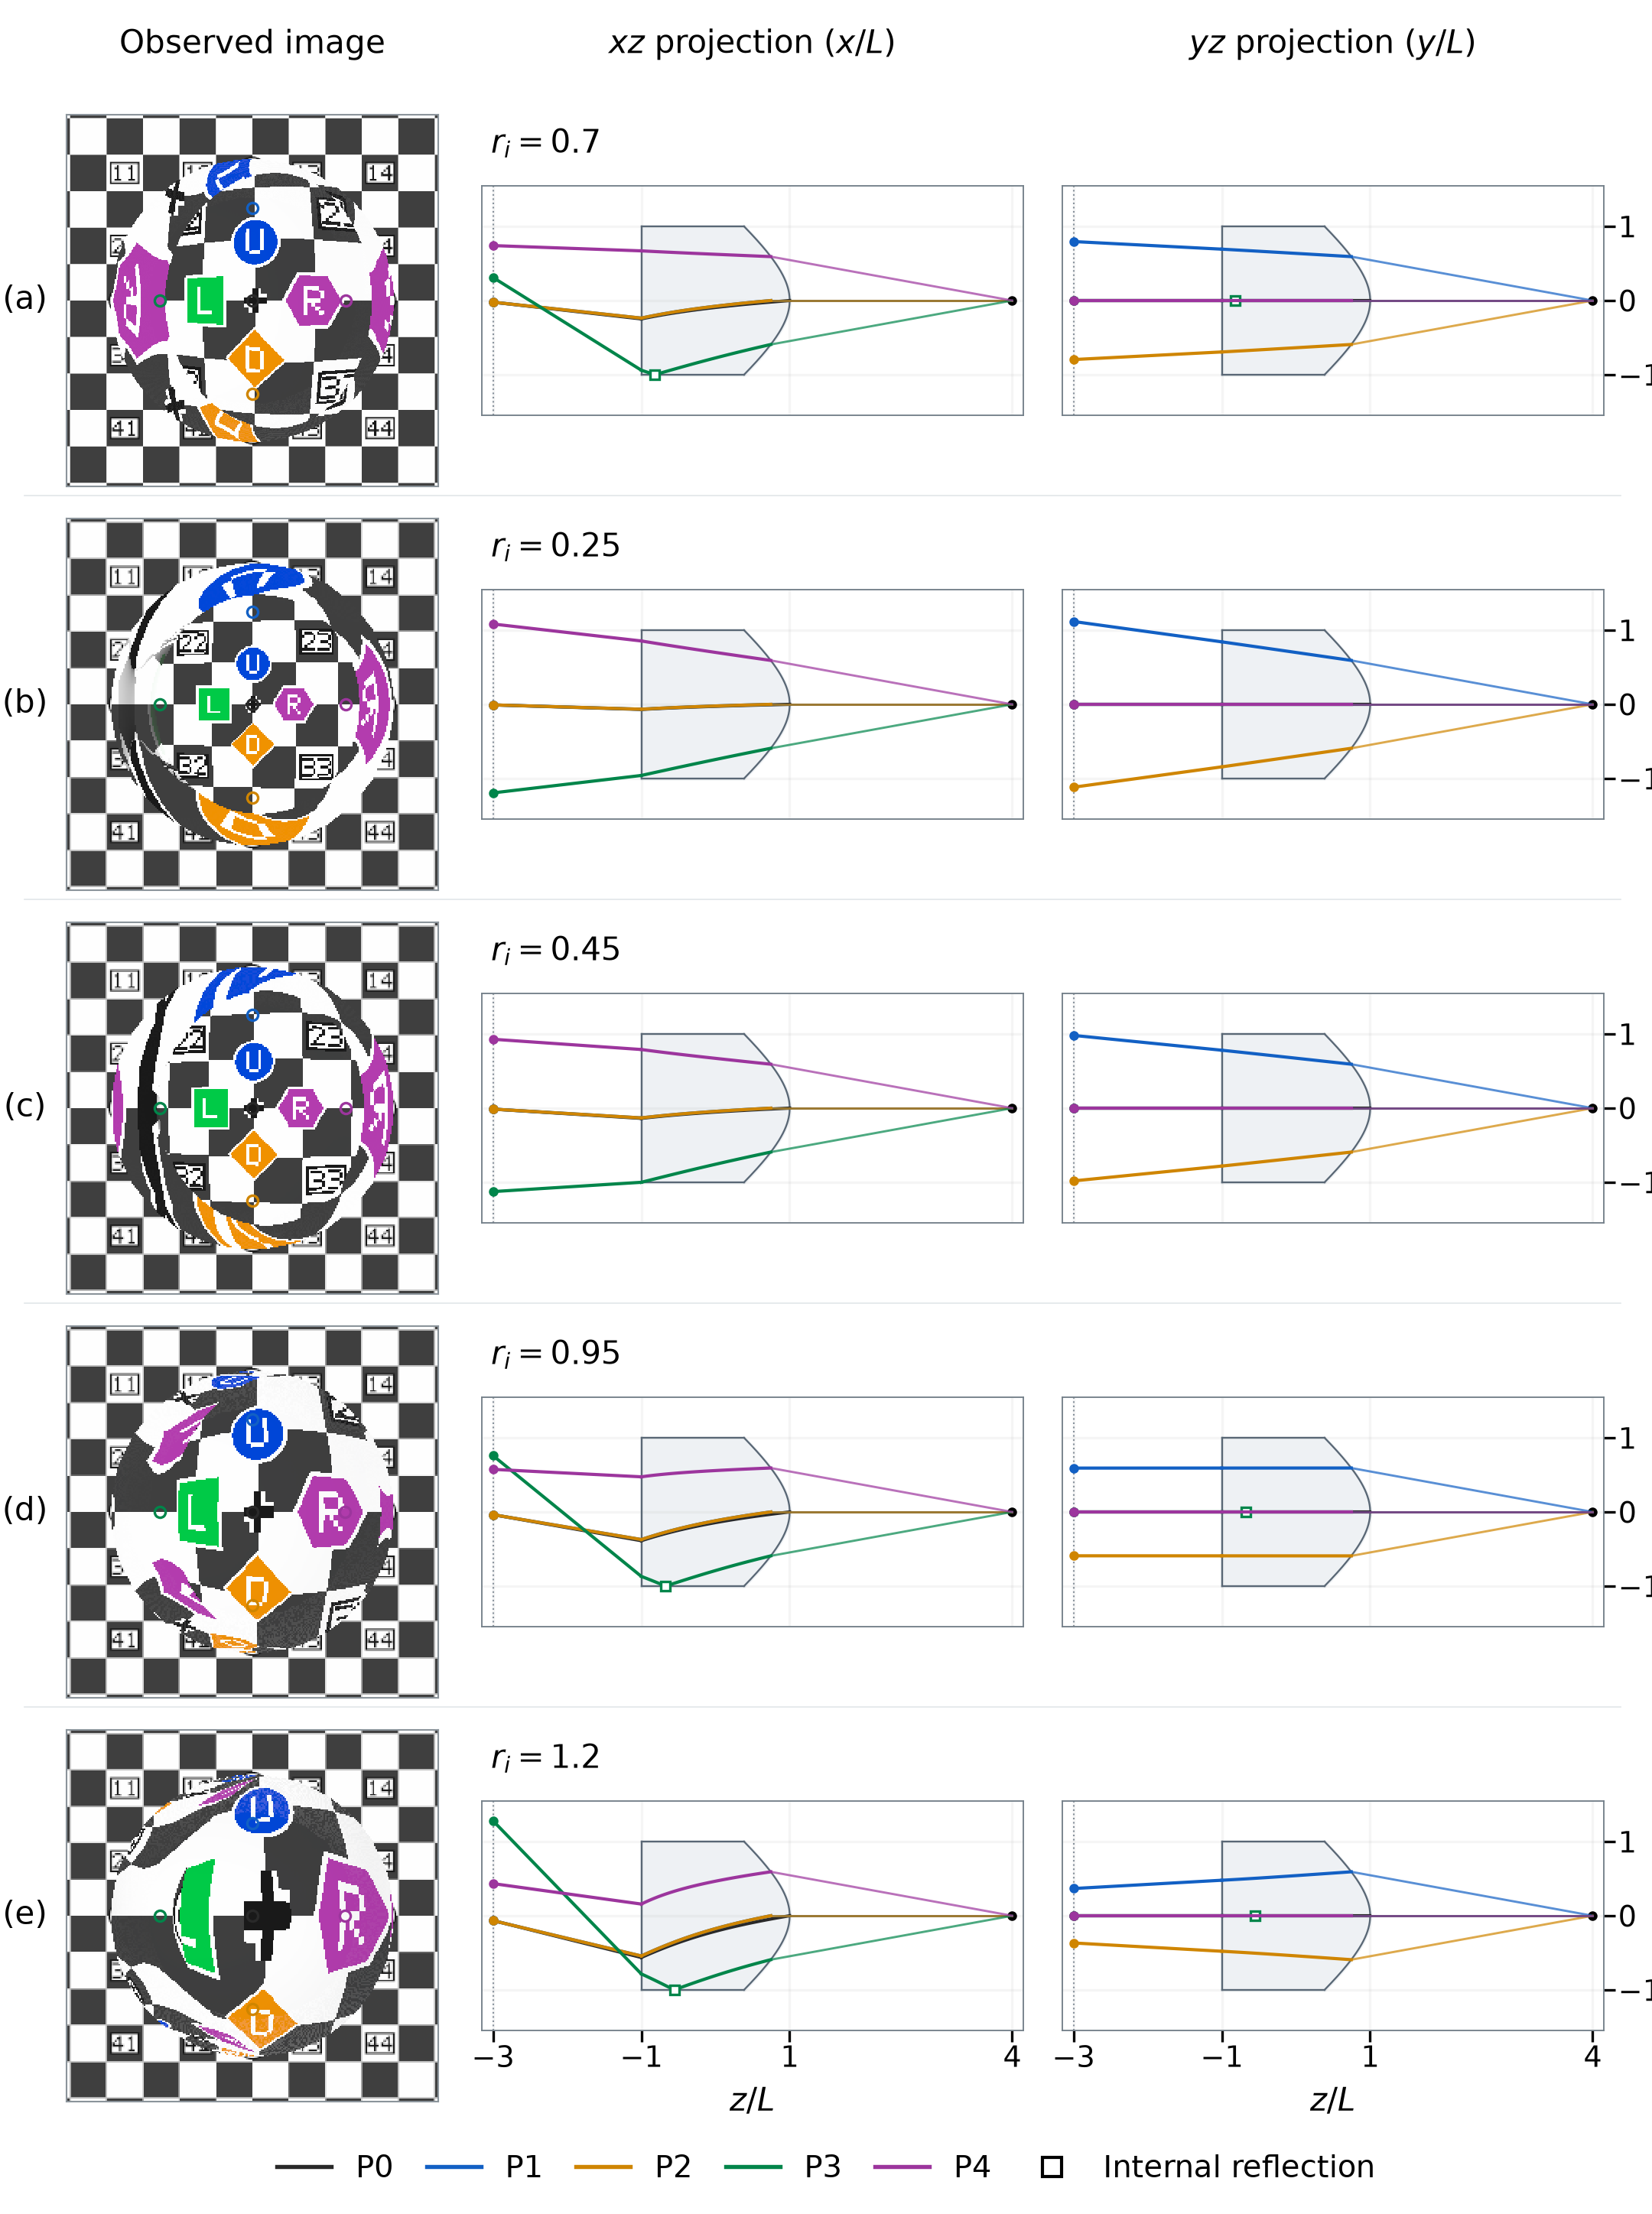 Observed image
xz projection (x/L)
yz projection (y/L)
(a)
r_i = 0.7
11
14
U
L
R
D
41
44
1
0
−1
(b)
r_i = 0.25
11
14
22
23
U
L
R
D
32
33
41
44
1
0
−1
(c)
r_i = 0.45
11
14
23
U
L
R
D
33
41
44
1
0
−1
(d)
r_i = 0.95
11
14
U
L
R
D
41
44
1
0
−1
(e)
r_i = 1.2
11
14
U
R
D
41
44
1
0
−1
−3 −1 1 4
−3 −1 1 4
z/L
z/L
P0 P1 P2 P3 P4 Internal reflection